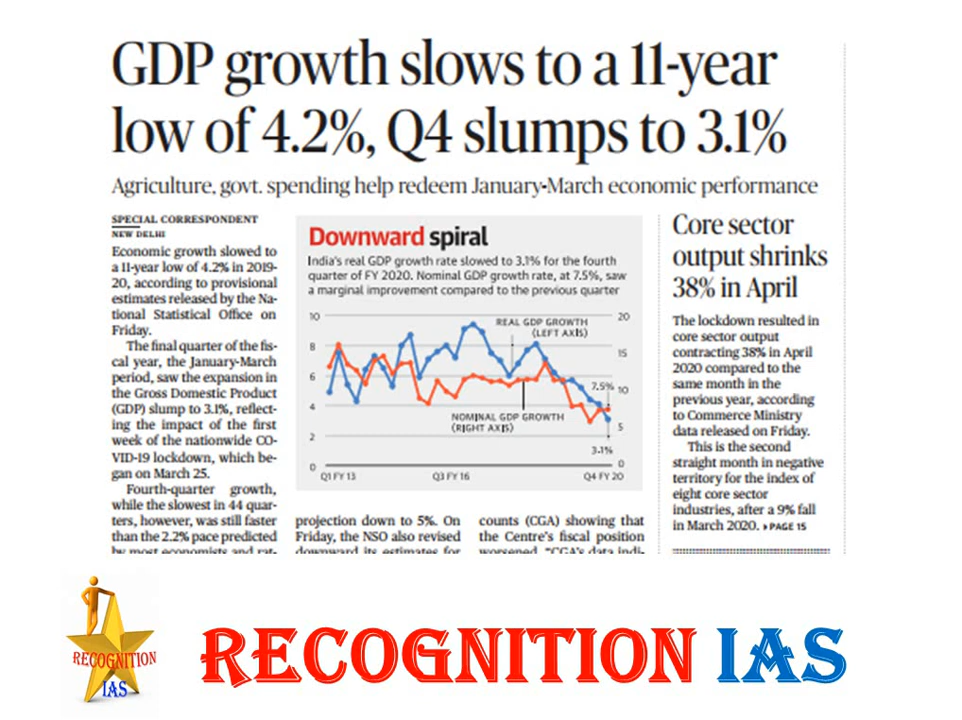 GDP growth slows to a 11-year
low of 4.2%, Q4 slumps to 3.1%
Agriculture, govt. spending help redeem January-March economic performance
SPECIAL CORRESPONDENT
NEW DELHI
Economic growth slowed to
a 11-year low of 4.2% in 2019-
20, according to provisional
estimates released by the Na-
tional Statistical Office on
Friday.
The final quarter of the fis-
cal year, the January-March
period, saw the expansion in
the Gross Domestic Product
(GDP) slump to 3.1%, reflect-
ing the impact of the first
week of the nationwide CO-
VID-19 lockdown, which be-
gan on March 25.
Fourth-quarter growth,
while the slowest in 44 quar-
ters, however, was still faster
than the 2.2% pace predicted
by most economists and rat-
Downward spiral
India's real GDP growth rate slowed to 3.1% for the fourth
quarter of FY 2020. Nominal GDP growth rate, at 7.5%, saw
a marginal improvement compared to the previous quarter
10
8
6
4
2
0
REAL GDP GROWTH
(LEFT AXIS)
NOMINAL GDP GROWTH
(RIGHT AXIS)
7.5%
3.1%
20
15
10
5
0
Q1 FY 13
Q3 FY 16
Q4 FY 20
projection down to 5%. On
Friday, the NSO also revised
downward its estimates for
counts (CGA) showing that
the Centre's fiscal position
worsened. "CGA's data indi-
Core sector
output shrinks
38% in April
The lockdown resulted in
core sector output
contracting 38% in April
2020 compared to the
same month in the
previous year, according
to Commerce Ministry
data released on Friday.
This is the second
straight month in negative
territory for the index of
eight core sector
industries, after a 9% fall
in March 2020. ▸PAGE 15
RECOGNITION
IAS
RECOGNITION IAS